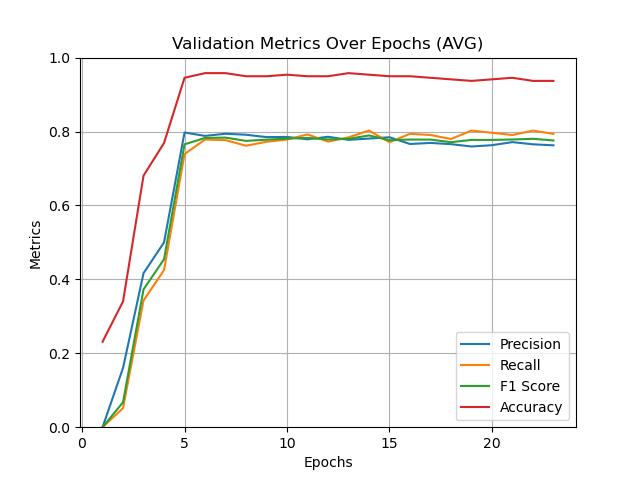 Validation Metrics Over Epochs (AVG)
1.0
0.8
0.6
0.4
0.2
0.0
Metrics
0
5
10
15
20
Epochs
Precision
Recall
F1 Score
Accuracy